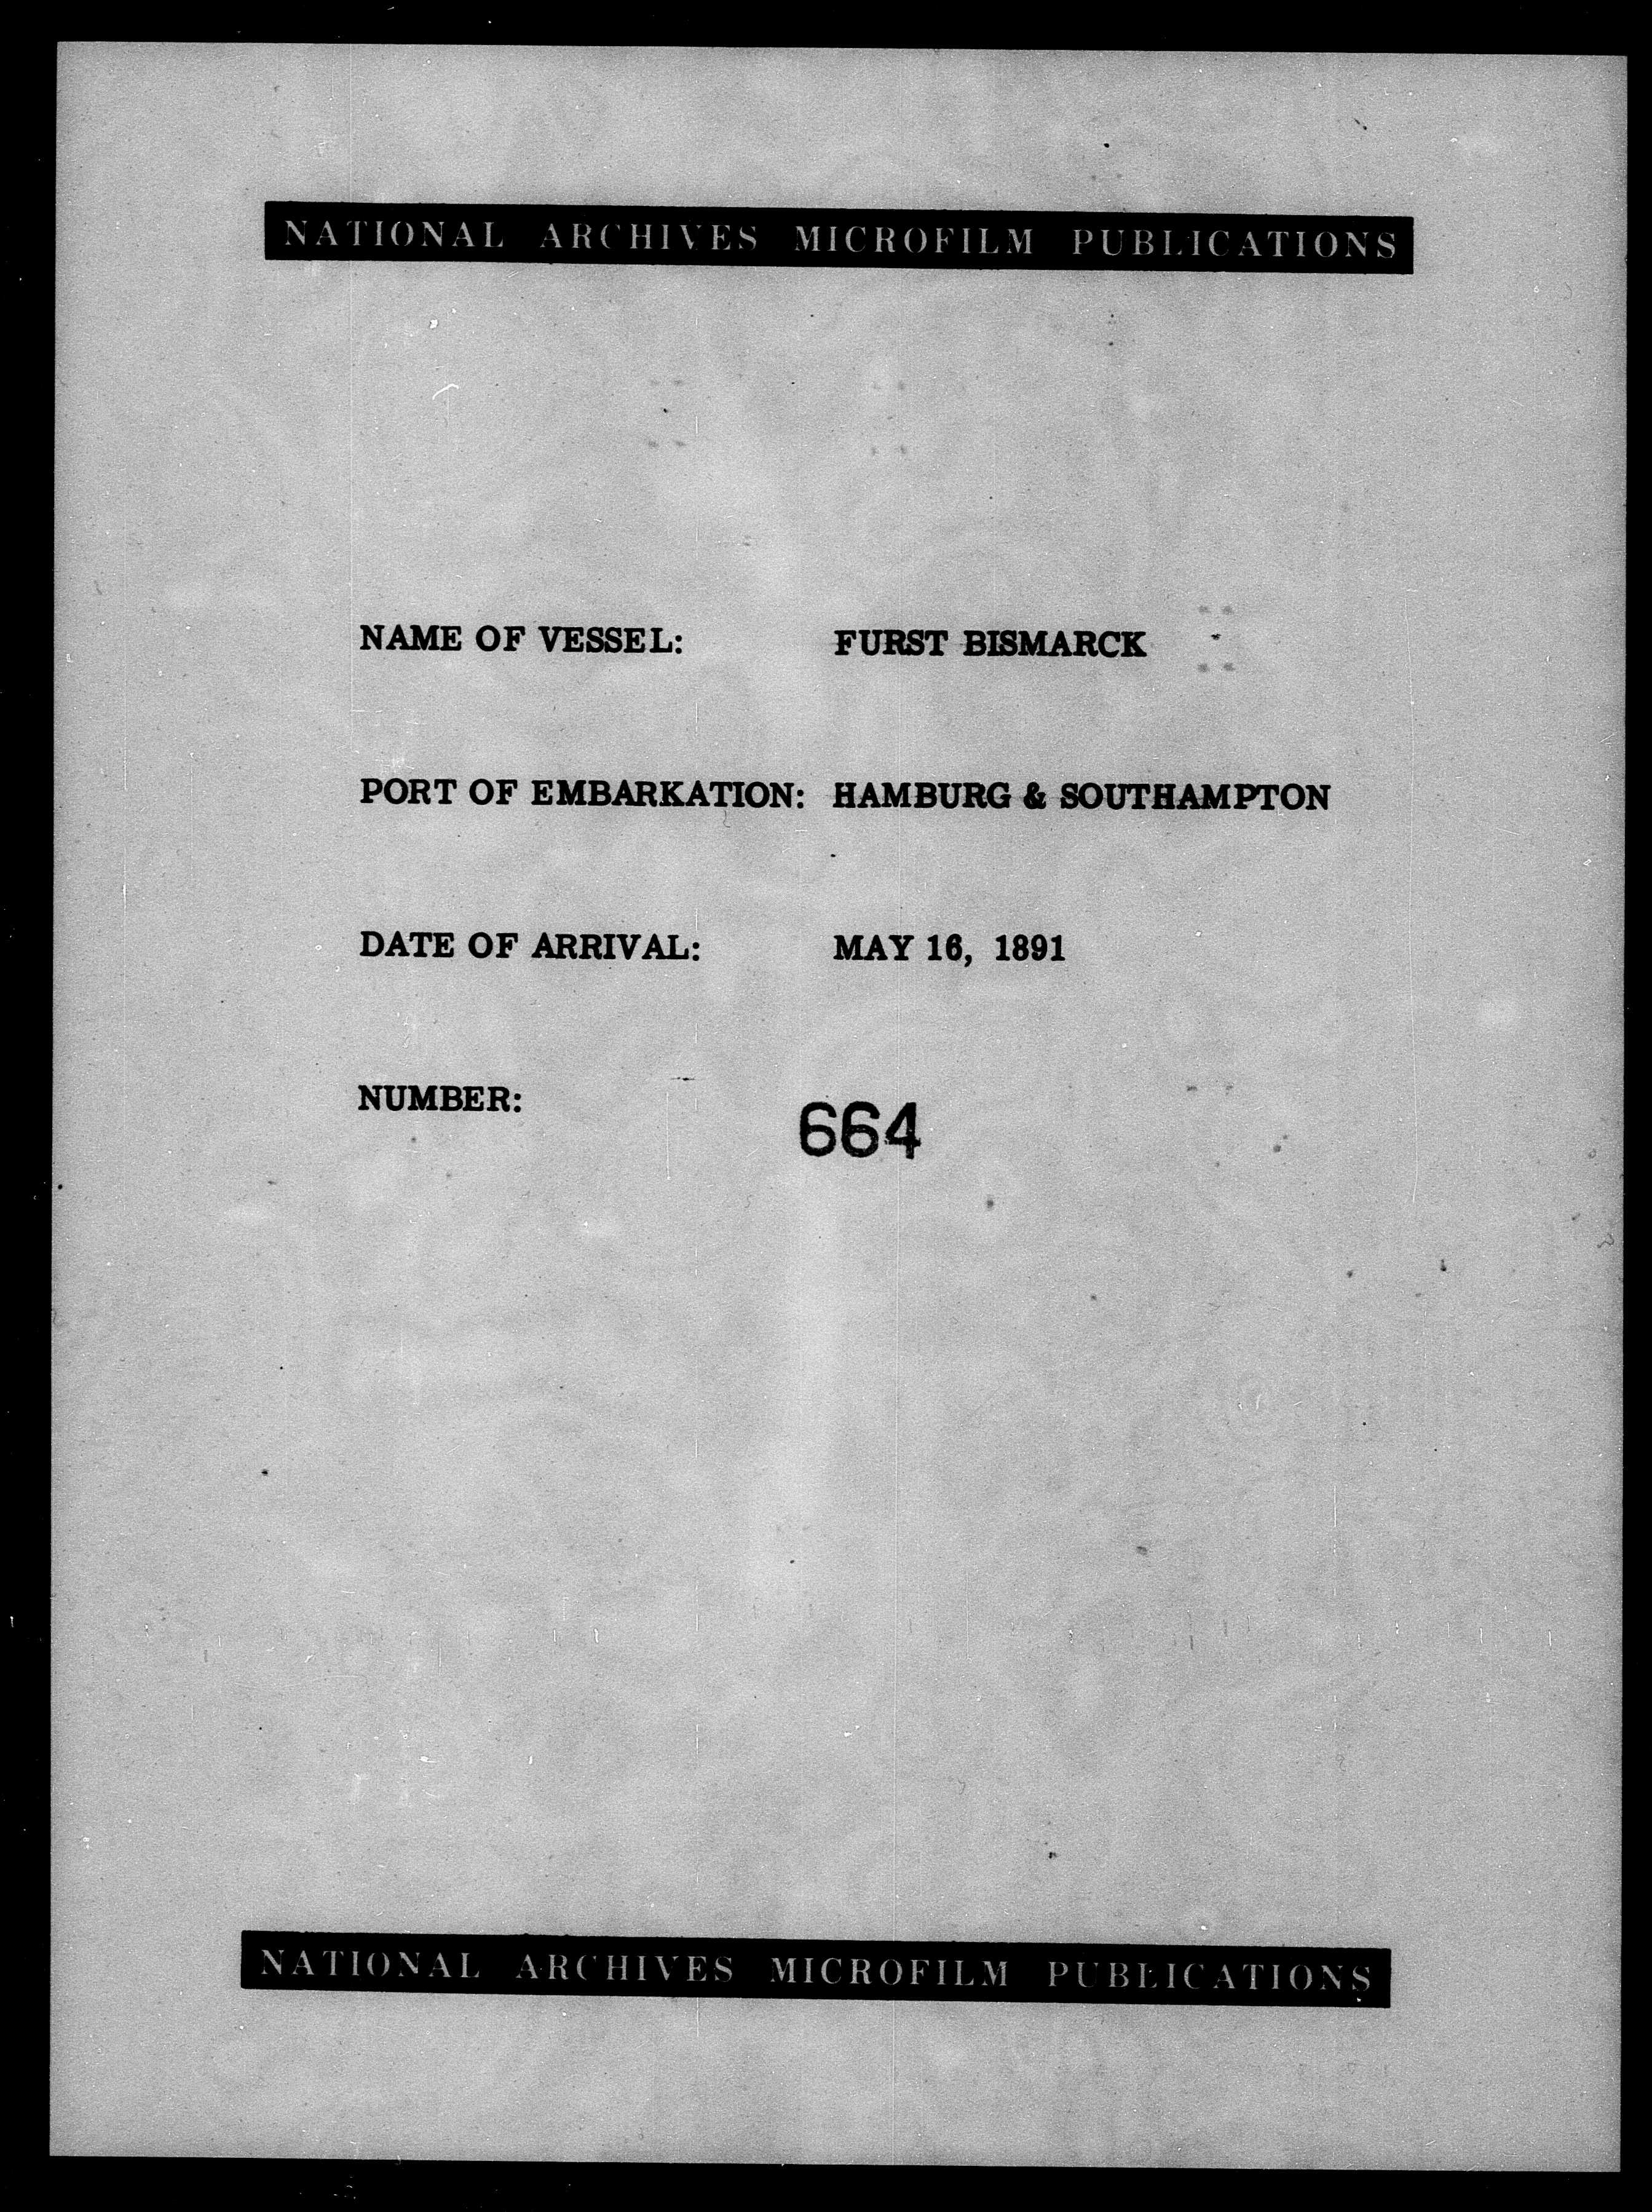 NATIONAL ARCHIVES MICROFILM PUBLICATIONS
NAME OF VESSEL: FURST BISMARCK
PORT OF EMBARKATION: HAMBURG & SOUTHAMPTON
DATE OF ARRIVAL: MAY 16, 1891
NUMBER: 664
NATIONAL ARCHIVES MICROFILM PUBLICATIONS